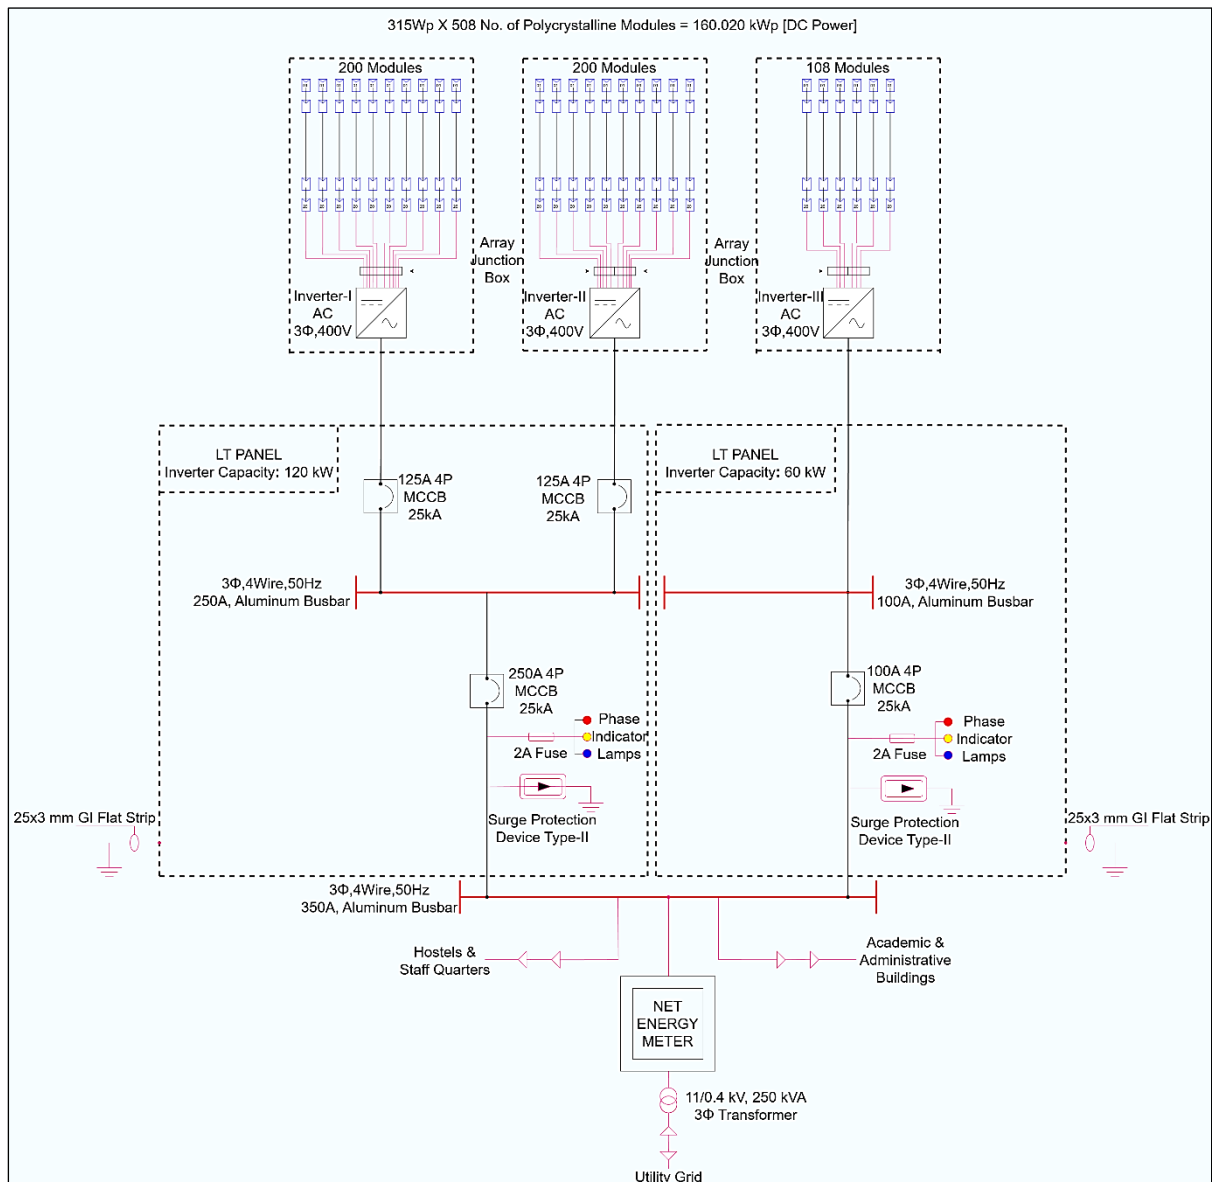 315Wp X 508 No. of Polycrystalline Modules = 160.020 kWp [DC Power]
200 Modules
200 Modules
108 Modules
Array
Junction
Box
Array
Junction
Box
Inverter-I
AC
3Φ,400V
Inverter-II
AC
3Φ,400V
Inverter-III
AC
3Φ,400V
LT PANEL
Inverter Capacity: 120 kW
LT PANEL
Inverter Capacity: 60 kW
125A 4P
MCCB
25kA
125A 4P
MCCB
25kA
3Φ,4Wire,50Hz
250A, Aluminum Busbar
3Φ,4Wire,50Hz
100A, Aluminum Busbar
250A 4P
MCCB
25kA
100A 4P
MCCB
25kA
Phase
Indicator
Lamps
2A Fuse
Phase
Indicator
Lamps
2A Fuse
Surge Protection
Device Type-II
Surge Protection
Device Type-II
25x3 mm GI Flat Strip
25x3 mm GI Flat Strip
3Φ,4Wire,50Hz
350A, Aluminum Busbar
Hostels &
Staff Quarters
Academic &
Administrative
Buildings
NET
ENERGY
METER
11/0.4 kV, 250 kVA
3Φ Transformer
Utility Grid